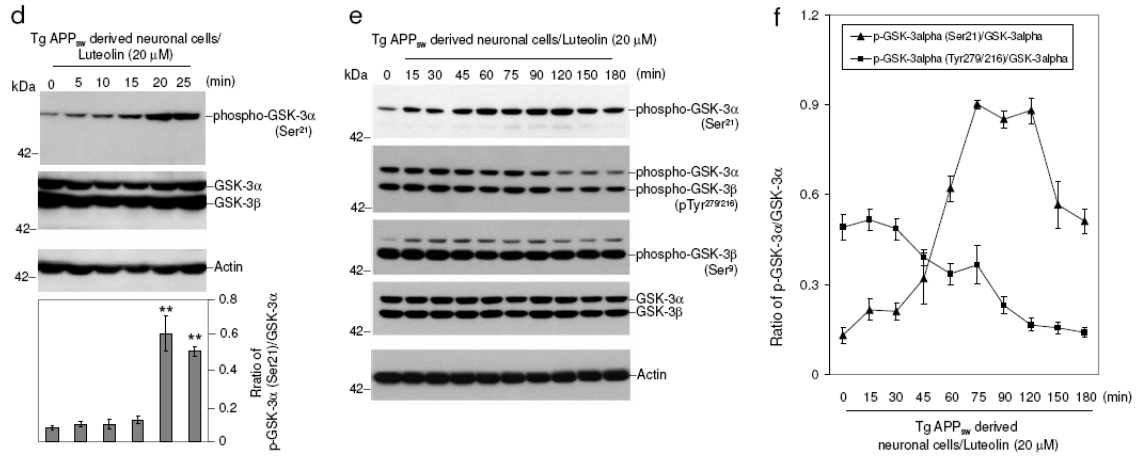 d
Tg APPsw derived neuronal cells/
Luteolin (20 μM)
kDa
0 5 10 15 20 25 (min)
phospho-GSK-3α
(Ser21)
42
GSK-3α
GSK-3β
Actin
42
**
**
0.8
0.6
0.4
0.2
0
Rratio of
p-GSK-3α (Ser21)/GSK-3α
e
Tg APPsw derived neuronal cells/Luteolin (20 μM)
kDa
0 15 30 45 60 75 90 120 150 180 (min)
phospho-GSK-3α
(Ser21)
42
phospho-GSK-3α
phospho-GSK-3β
(pTyr279/216)
42
phospho-GSK-3β
(Ser9)
42
GSK-3α
GSK-3β
42
Actin
42
f
p-GSK-3alpha (Ser21)/GSK-3alpha
p-GSK-3alpha (Tyr279/216)/GSK-3alpha
1.2
0.9
0.6
0.3
0
Ratio of p-GSK-3α/GSK-3α
0 15 30 45 60 75 90 120 150 180 (min)
Tg APPsw derived
neuronal cells/Luteolin (20 μM)